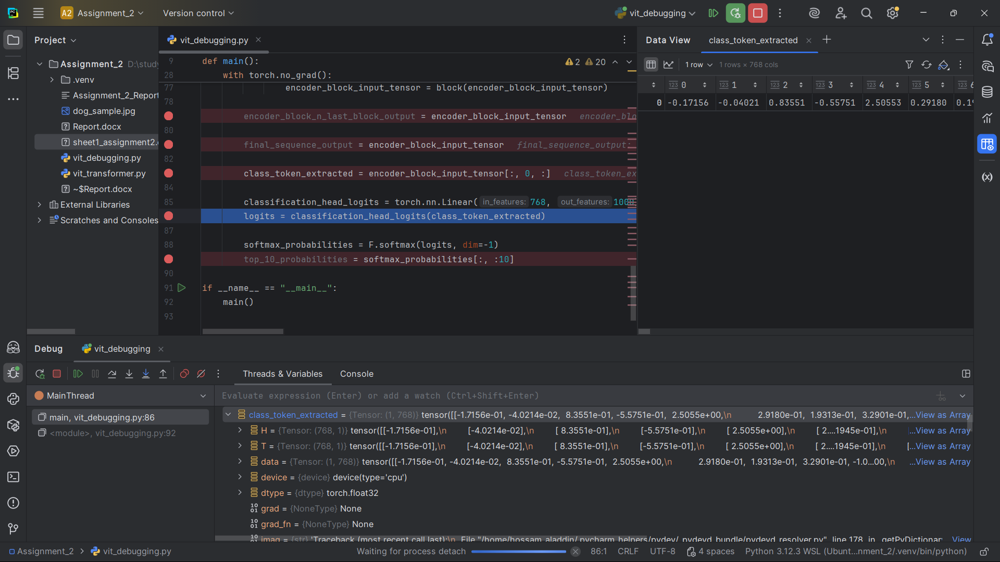 A2 Assignment_2
Version control
vit_debugging
Project
Assignment_2 D:\study
.venv
Assignment_2_Report
dog_sample.jpg
Report.docx
sheet1_assignment2.
vit_debugging.py
vit_transformer.py
~$Report.docx
External Libraries
Scratches and Consoles
vit_debugging.py
2 20
9 def main():
28 with torch.no_grad():
77 encoder_block_input_tensor = block(encoder_block_input_tensor)
78
encoder_block_n_last_block_output = encoder_block_input_tensor encoder_blo
80
final_sequence_output = encoder_block_input_tensor final_sequence_output:
82
class_token_extracted = encoder_block_input_tensor[:, 0, :] class_token_ex
84
85 classification_head_logits = torch.nn.Linear( in_features: 768, out_features: 1000
logits = classification_head_logits(class_token_extracted)
87
88 softmax_probabilities = F.softmax(logits, dim=-1)
top_10_probabilities = softmax_probabilities[:, :10]
90
91 if __name__ == "__main__":
92 main()
93
Data View class_token_extracted
1 row 1 rows × 768 cols
123 0 123 1 123 2 123 3 123 4 123 5 123 6
0 -0.17156 -0.04021 0.83551 -0.55751 2.50553 0.29180 0.19
Debug vit_debugging
Threads & Variables Console
MainThread
main, vit_debugging.py:86
<module>, vit_debugging.py:92
Evaluate expression (Enter) or add a watch (Ctrl+Shift+Enter)
class_token_extracted = {Tensor: (1, 768)} tensor([[-1.7156e-01, -4.0214e-02, 8.3551e-01, -5.5751e-01, 2.5055e+00,\n 2.9180e-01, 1.9313e-01, 3.2901e-01,...View as Array
H = {Tensor: (768, 1)} tensor([[-1.7156e-01],\n [-4.0214e-02],\n [ 8.3551e-01],\n [-5.5751e-01],\n [ 2.5055e+00],\n [ 2....1945e-01],\n ...View as Array
T = {Tensor: (768, 1)} tensor([[-1.7156e-01],\n [-4.0214e-02],\n [ 8.3551e-01],\n [-5.5751e-01],\n [ 2.5055e+00],\n [ 2....1945e-01],\n [...View as Array
data = {Tensor: (1, 768)} tensor([[-1.7156e-01, -4.0214e-02, 8.3551e-01, -5.5751e-01, 2.5055e+00,\n 2.9180e-01, 1.9313e-01, 3.2901e-01, -1.0...00,\n ...View as Array
device = {device} device(type='cpu')
dtype = {dtype} torch.float32
grad = {NoneType} None
grad_fn = {NoneType} None
imag = {str} 'Traceback (most recent call last):\n File "/home/hossam_aladdin/.pycharm_helpers/pydev/_pydevd_bundle/pydevd_resolver.py", line 178, in _getPyDictionary View
Assignment_2 > vit_debugging.py
Waiting for process detach
86:1 CRLF UTF-8 4 spaces Python 3.12.3 WSL (Ubunt...nment_2/.venv/bin/python)